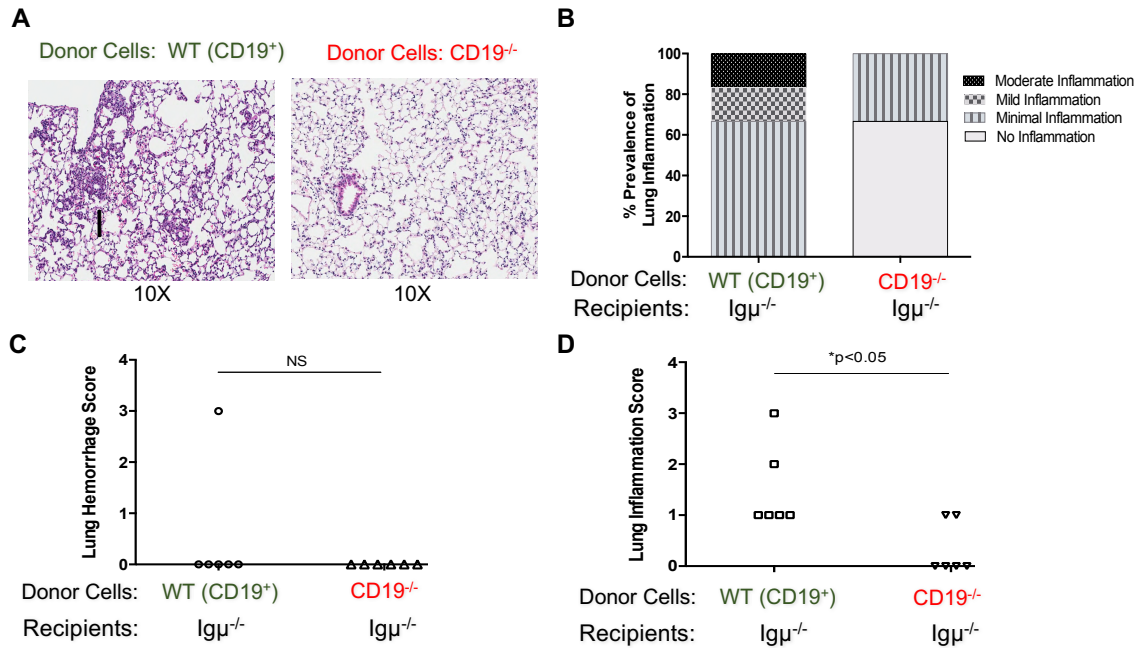 A
Donor Cells: WT (CD19⁺)
Donor Cells: CD19⁻/⁻
10X
10X
B
% Prevalence of
Lung Inflammation
100
80
60
40
20
0
Moderate Inflammation
Mild Inflammation
Minimal Inflammation
No Inflammation
Donor Cells: WT (CD19⁺) CD19⁻/⁻
Recipients: Igμ⁻/⁻ Igμ⁻/⁻
C
Lung Hemorrhage Score
4
3
2
1
0
NS
Donor Cells: WT (CD19⁺) CD19⁻/⁻
Recipients: Igμ⁻/⁻ Igμ⁻/⁻
D
Lung Inflammation Score
4
3
2
1
0
*p<0.05
Donor Cells: WT (CD19⁺) CD19⁻/⁻
Recipients: Igμ⁻/⁻ Igμ⁻/⁻